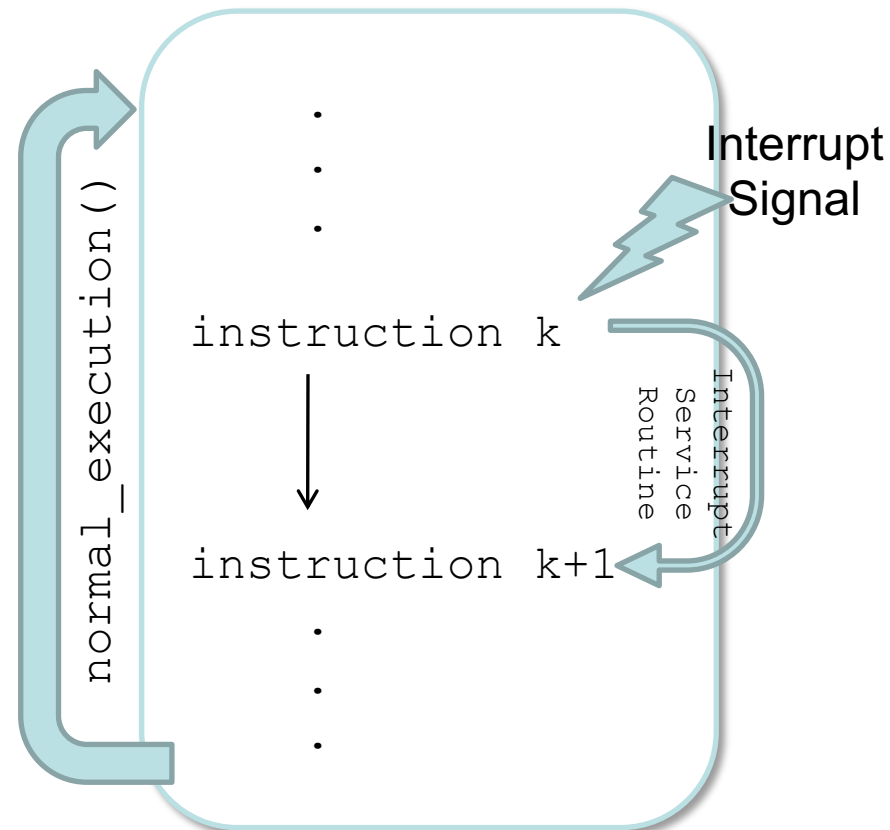 normal_execution()
.
.
.
instruction k
Interrupt
Signal
Interrupt
Service
Routine
instruction k+1
.
.
.